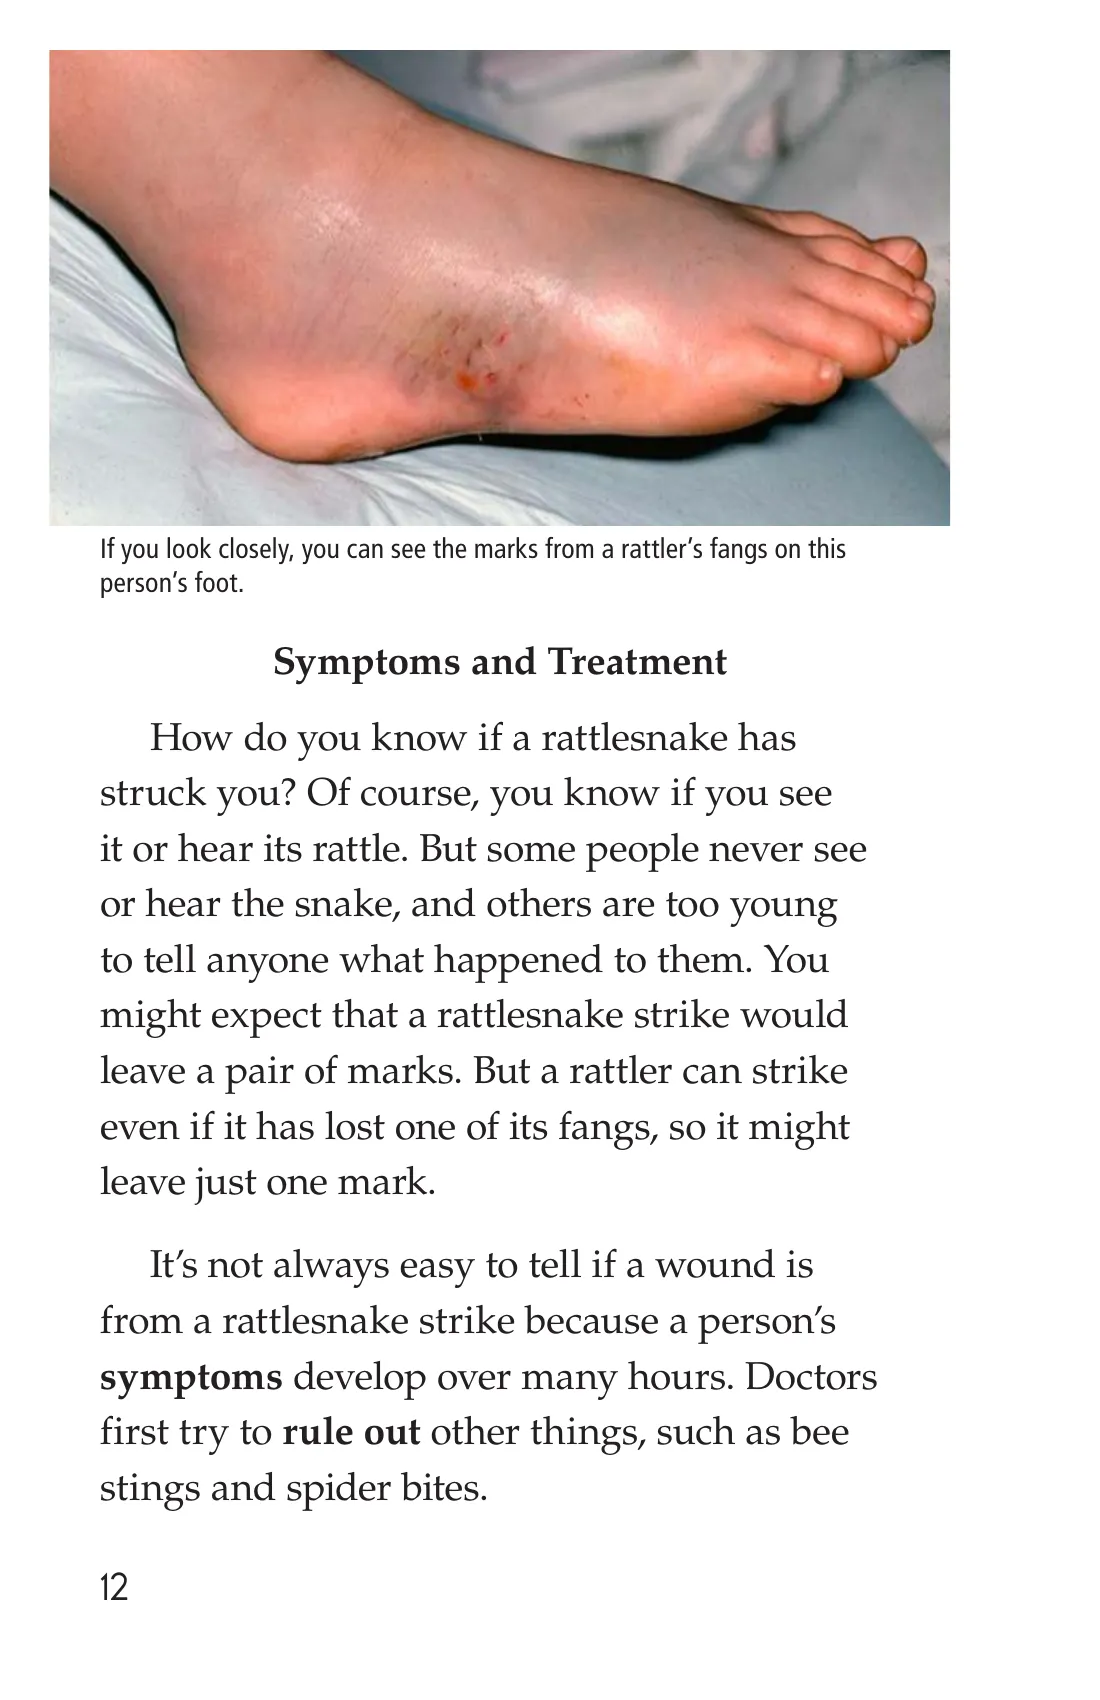 If you look closely, you can see the marks from a rattler’s fangs on this
person’s foot.
Symptoms and Treatment
How do you know if a rattlesnake has
struck you? Of course, you know if you see
it or hear its rattle. But some people never see
or hear the snake, and others are too young
to tell anyone what happened to them. You
might expect that a rattlesnake strike would
leave a pair of marks. But a rattler can strike
even if it has lost one of its fangs, so it might
leave just one mark.
It’s not always easy to tell if a wound is
from a rattlesnake strike because a person’s
symptoms develop over many hours. Doctors
first try to rule out other things, such as bee
stings and spider bites.
12